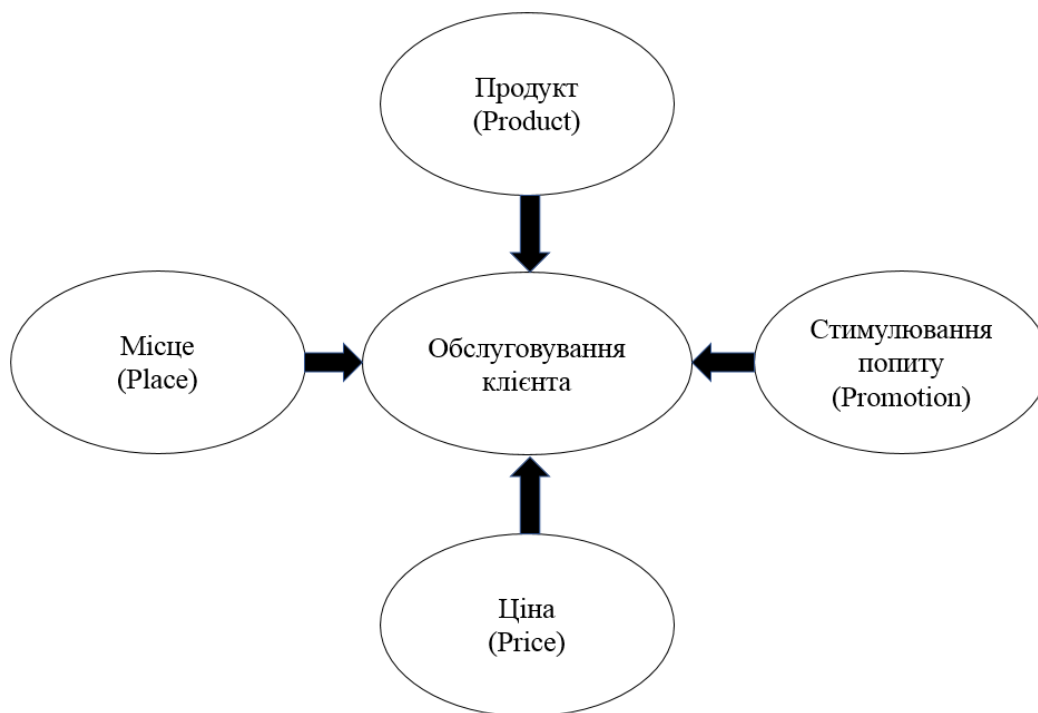 Продукт
(Product)
Місце
(Place)
Обслуговування
клієнта
Стимулювання
попиту
(Promotion)
Ціна
(Price)